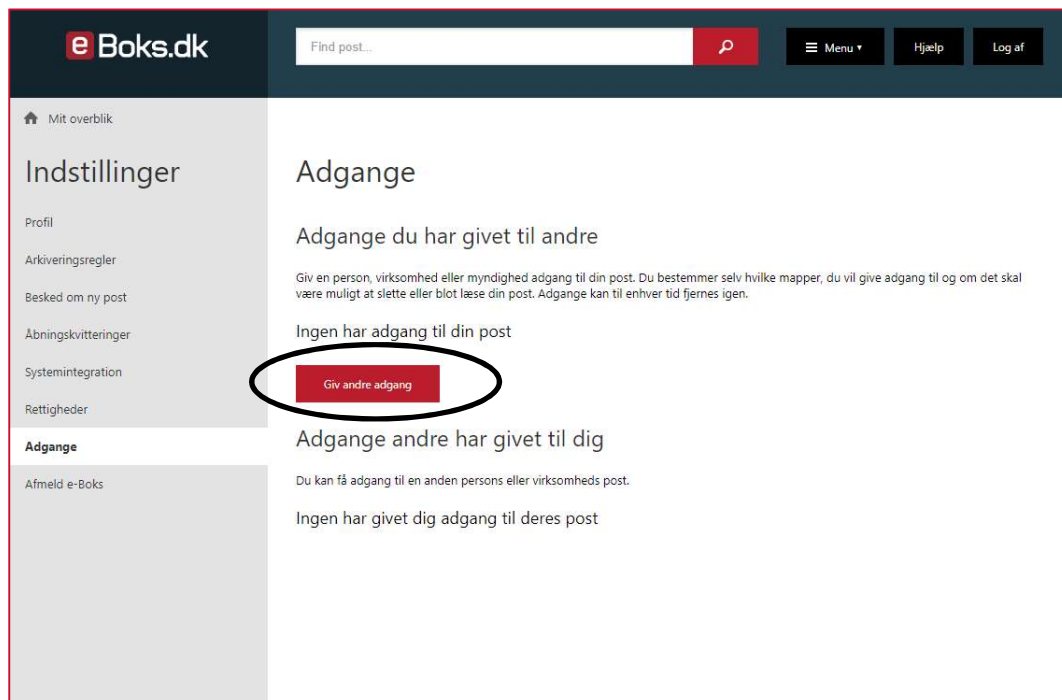 e Boks.dk
Find post...
Menu
Hjælp
Log af
Mit overblik
Indstillinger
Profil
Arkiveringsregler
Besked om ny post
Åbningskvitteringer
Systemintegration
Rettigheder
Adgange
Afmeld e-Boks
Adgange
Adgange du har givet til andre
Giv en person, virksomhed eller myndighed adgang til din post. Du bestemmer selv hvilke mapper, du vil give adgang til og om det skal
være muligt at slette eller blot læse din post. Adgange kan til enhver tid fjernes igen.
Ingen har adgang til din post
Giv andre adgang
Adgange andre har givet til dig
Du kan få adgang til en anden persons eller virksomheds post.
Ingen har givet dig adgang til deres post